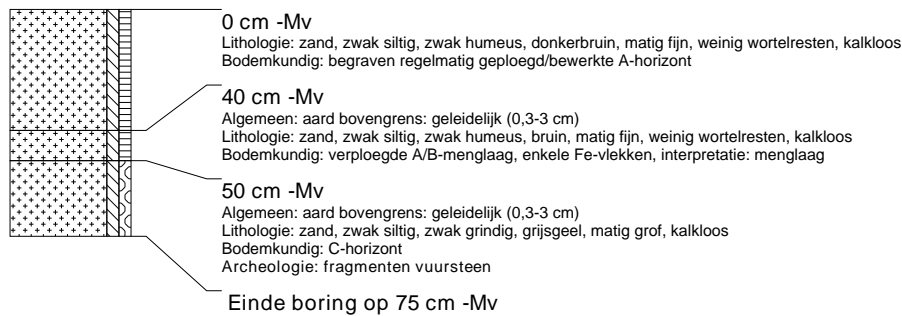 0 cm -Mv
Lithologie: zand, zwak siltig, zwak humeus, donkerbruin, matig fijn, weinig wortelresten, kalkloos
Bodemkundig: begraven regelmatig geploegd/bewerkte A-horizont
40 cm -Mv
Algemeen: aard bovengrens: geleidelijk (0,3-3 cm)
Lithologie: zand, zwak siltig, zwak humeus, bruin, matig fijn, weinig wortelresten, kalkloos
Bodemkundig: verploegde A/B-menglaag, enkele Fe-vlekken, interpretatie: menglaag
50 cm -Mv
Algemeen: aard bovengrens: geleidelijk (0,3-3 cm)
Lithologie: zand, zwak siltig, zwak grindig, grijsgeel, matig grof, kalkloos
Bodemkundig: C-horizont
Archeologie: fragmenten vuursteen
Einde boring op 75 cm -Mv